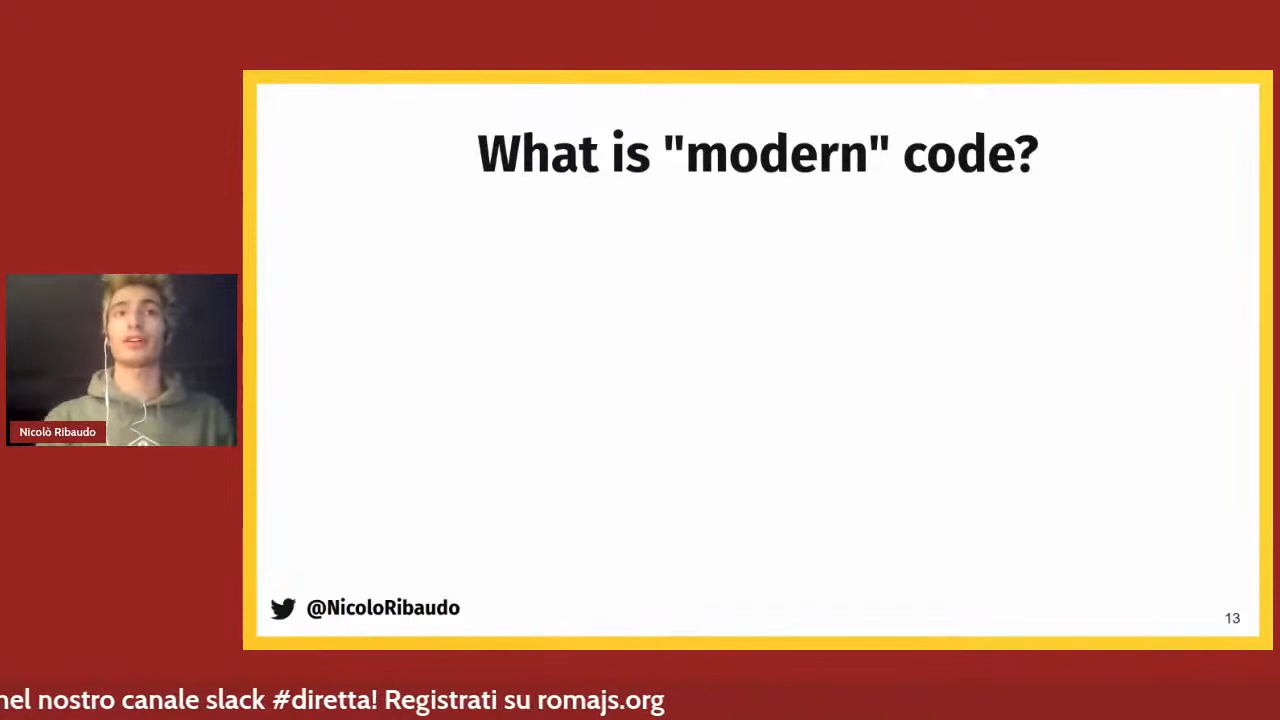 What is "modern" code?
Nicolò Ribaudo
@NicoloRibaudo
13
nel nostro canale slack #diretta! Registrati su romajs.org